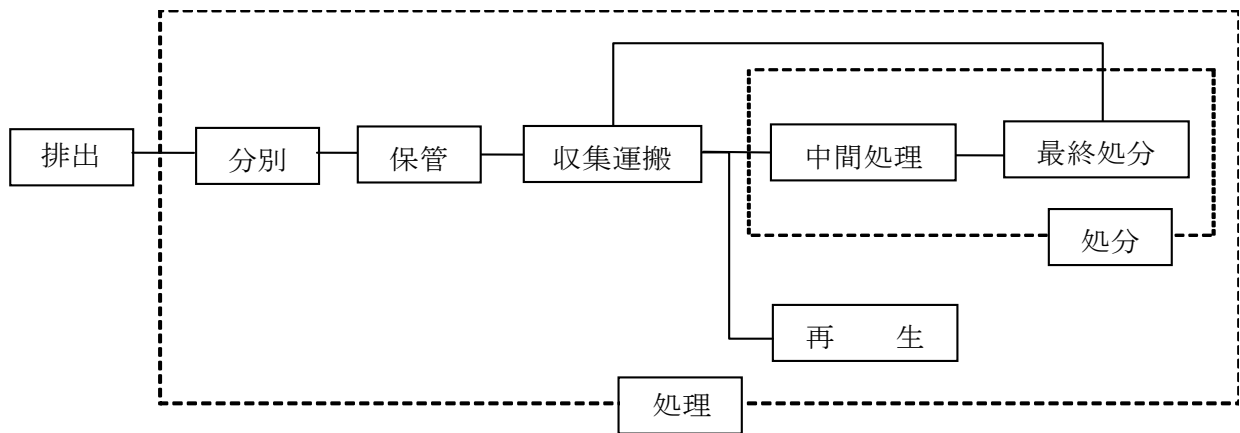 排出
分別
保管
収集運搬
中間処理
最終処分
処分
再　　生
処理